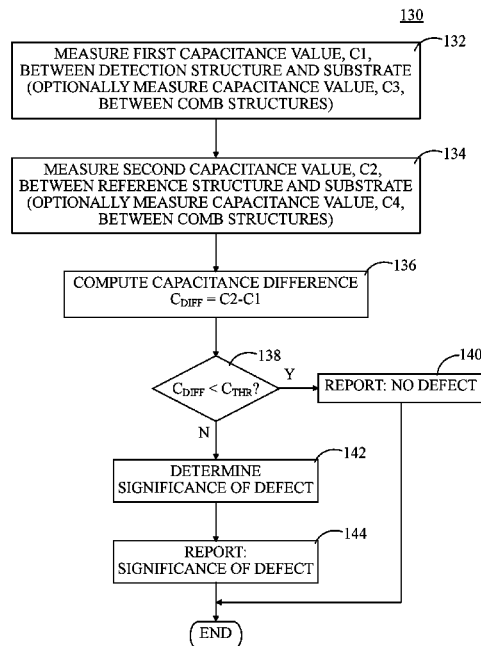 130
132
MEASURE FIRST CAPACITANCE VALUE, C1,
BETWEEN DETECTION STRUCTURE AND SUBSTRATE
(OPTIONALLY MEASURE CAPACITANCE VALUE, C3,
BETWEEN COMB STRUCTURES)
134
MEASURE SECOND CAPACITANCE VALUE, C2,
BETWEEN REFERENCE STRUCTURE AND SUBSTRATE
(OPTIONALLY MEASURE CAPACITANCE VALUE, C4,
BETWEEN COMB STRUCTURES)
136
COMPUTE CAPACITANCE DIFFERENCE
CDIFF = C2-C1
138
CDIFF < CTHR?
Y
140
REPORT: NO DEFECT
N
142
DETERMINE
SIGNIFICANCE OF DEFECT
144
REPORT:
SIGNIFICANCE OF DEFECT
END